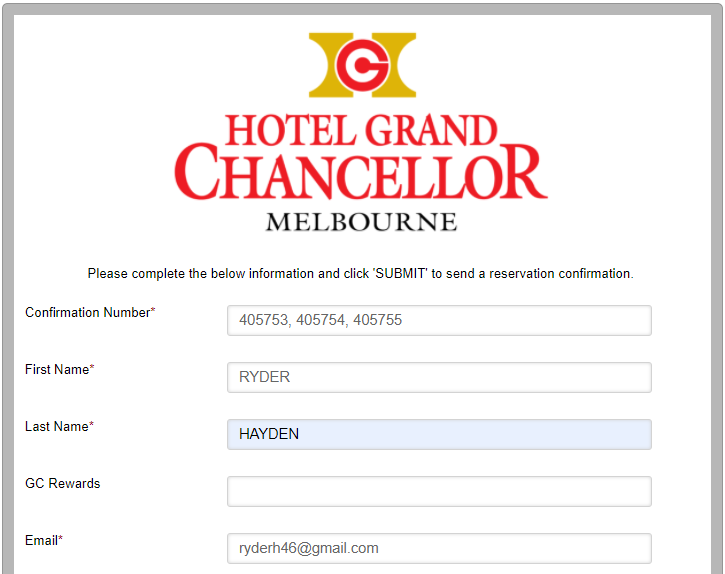 HOTEL GRAND
CHANCELLOR
MELBOURNE
Please complete the below information and click 'SUBMIT' to send a reservation confirmation.
Confirmation Number* 405753, 405754, 405755
First Name* RYDER
Last Name* HAYDEN
GC Rewards
Email* ryderh46@gmail.com